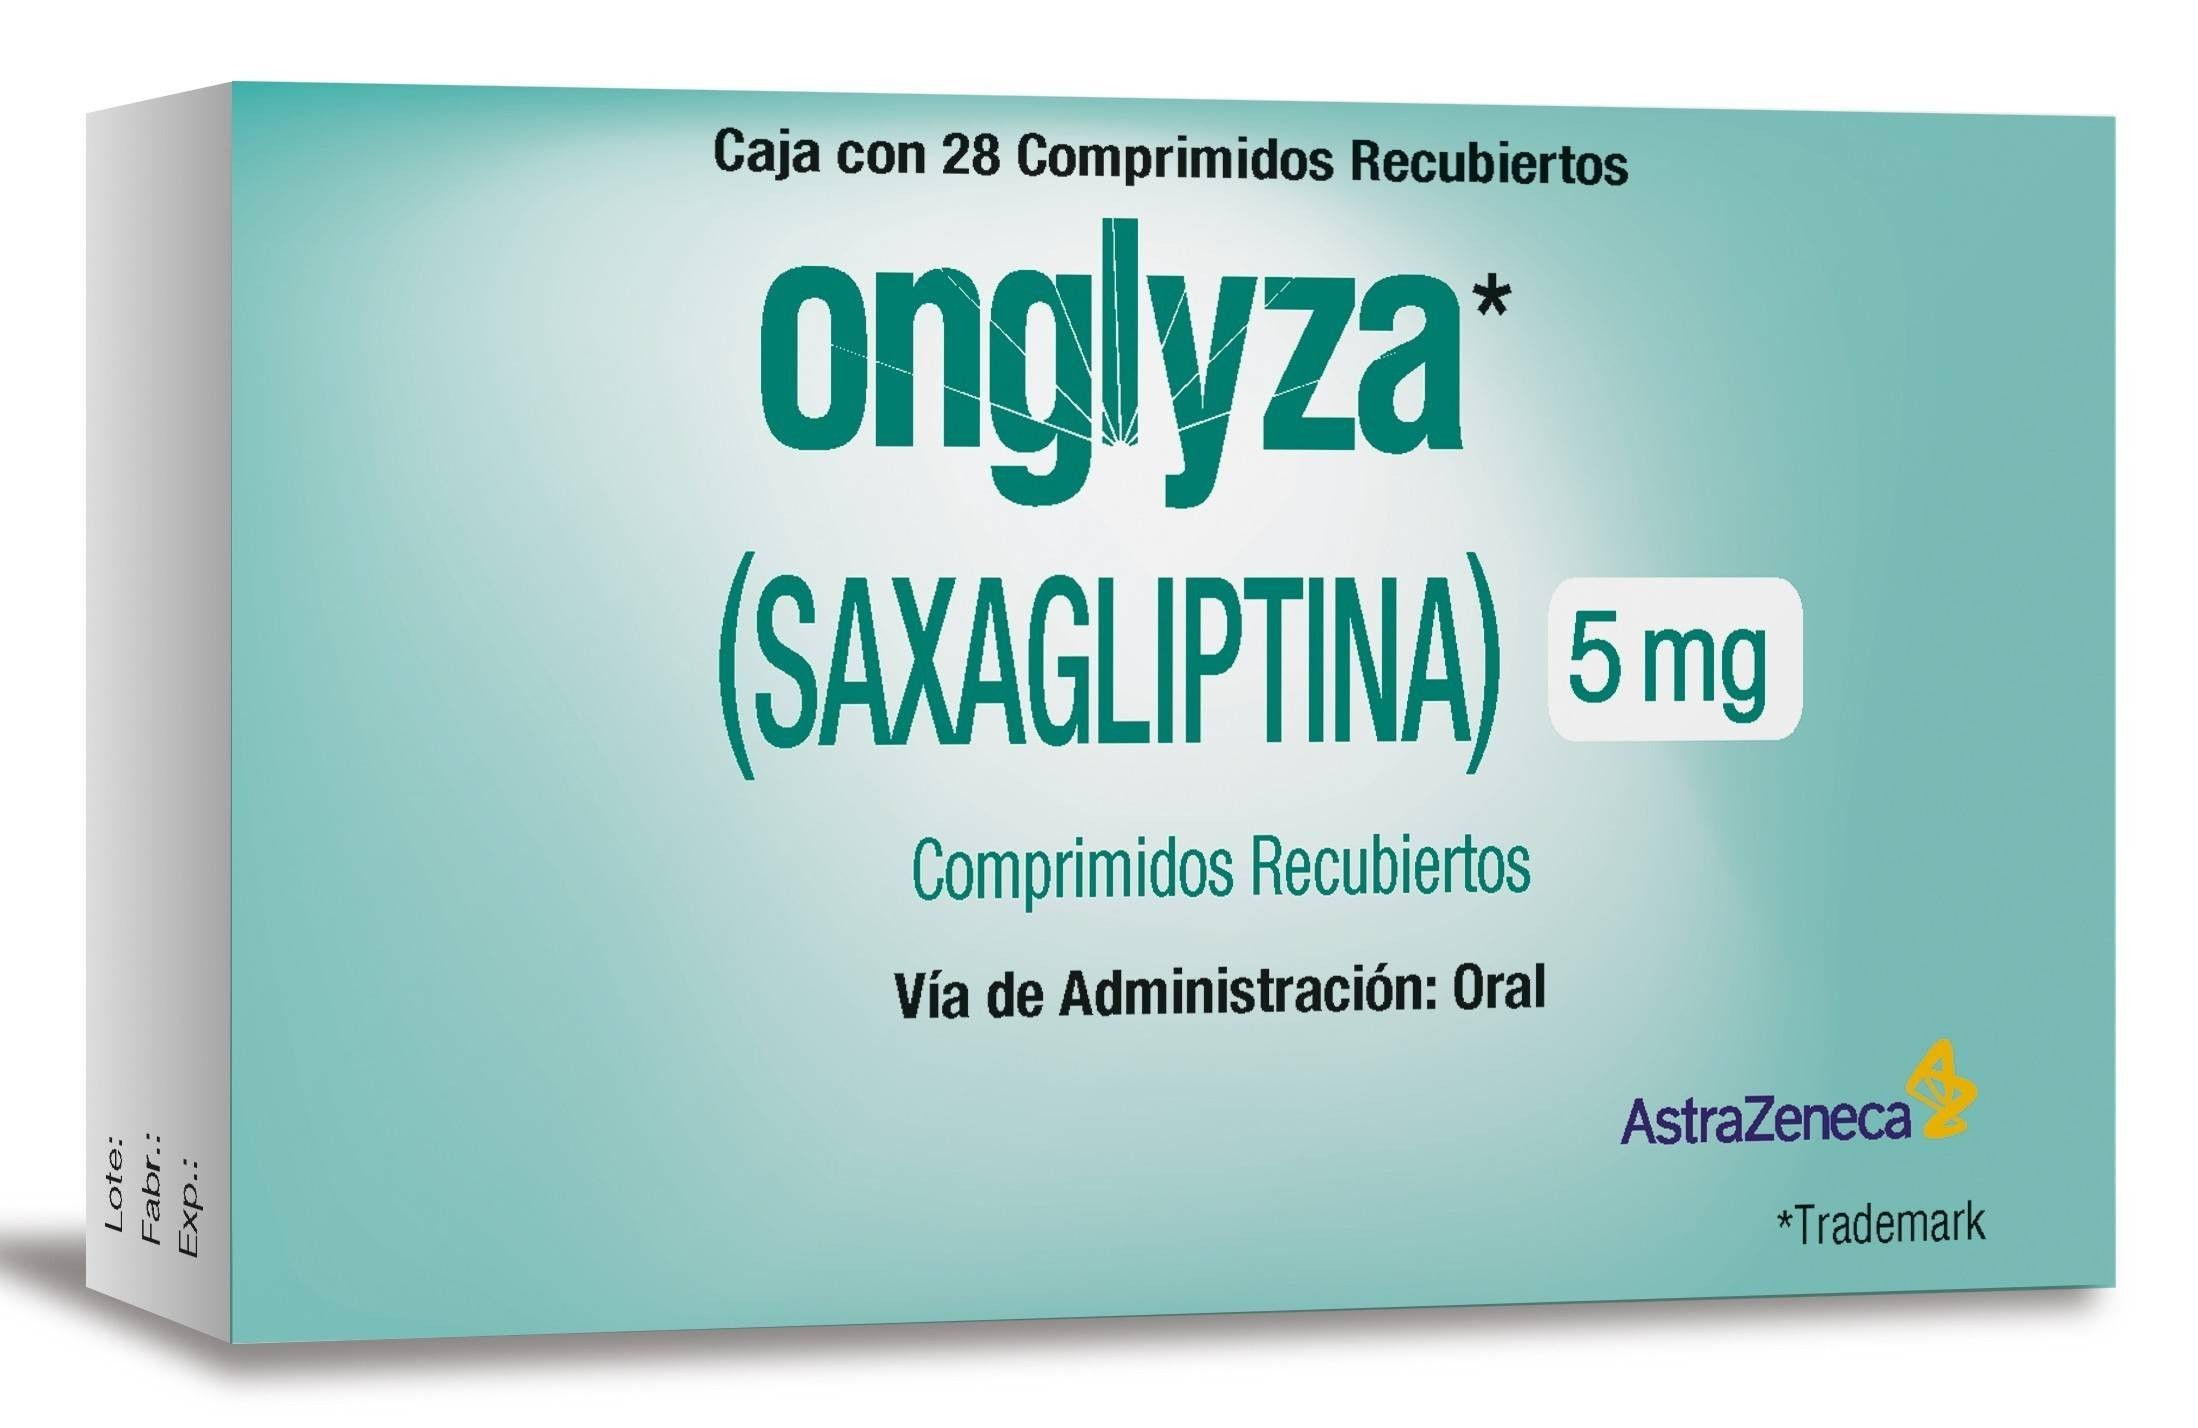 Caja con 28 Comprimidos Recubiertos
onglyza*
(SAXAGLIPTINA) 5 mg
Comprimidos Recubiertos
Vía de Administración: Oral
AstraZeneca
*Trademark
Lote:
Fabr.:
Exp.: